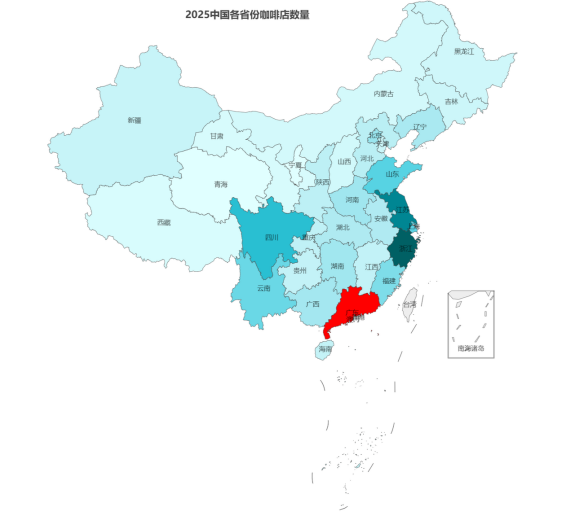 2025中国各省份咖啡店数量
黑龙江
内蒙古
吉林
新疆
辽宁
甘肃
北京
天津
河北
山西
宁夏
山东
青海
陕西
河南
西藏
江苏
安徽
四川
湖北
重庆
浙江
湖南
江西
贵州
福建
云南
广西
台湾
广东
海南
南海诸岛